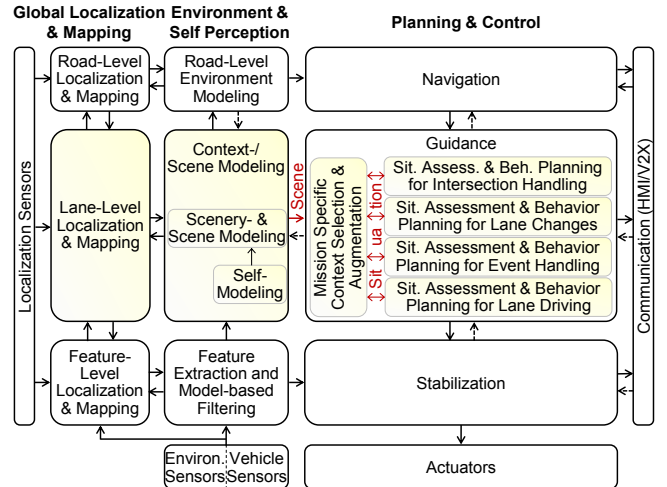 Global Localization
& Mapping
Environment &
Self Perception
Planning & Control
Localization Sensors
Road-Level
Localization
& Mapping
Road-Level
Environment
Modeling
Navigation
Communication (HMI/V2X)
Lane-Level
Localization
& Mapping
Context-/
Scene Modeling
Scenery- &
Scene Modeling
Self-
Modeling
Scene
Guidance
Mission Specific
Context Selection &
Augmentation
Sit ua tion
Sit. Assess. & Beh. Planning
for Intersection Handling
Sit. Assessment & Behavior
Planning for Lane Changes
Sit. Assessment & Behavior
Planning for Event Handling
Sit. Assessment & Behavior
Planning for Lane Driving
Feature-
Level
Localization
& Mapping
Feature
Extraction and
Model-based
Filtering
Stabilization
Environ.
Sensors
Vehicle
Sensors
Actuators